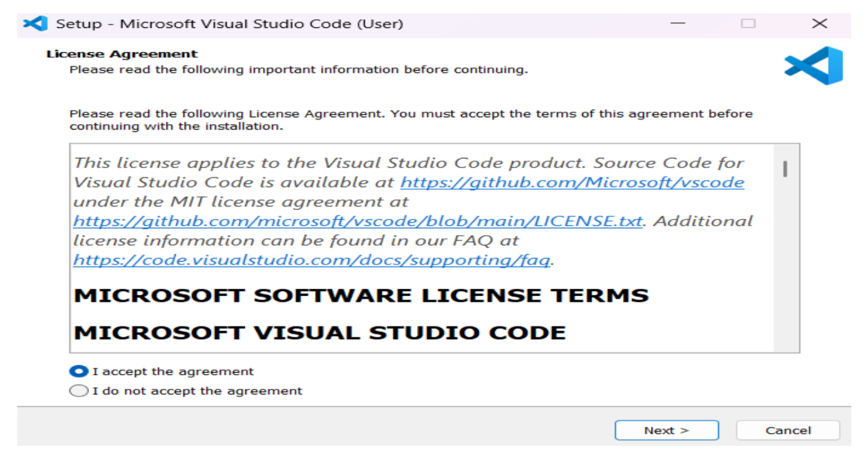 Setup - Microsoft Visual Studio Code (User)
License Agreement
Please read the following important information before continuing.
Please read the following License Agreement. You must accept the terms of this agreement before
continuing with the installation.
This license applies to the Visual Studio Code product. Source Code for
Visual Studio Code is available at https://github.com/Microsoft/vscode
under the MIT license agreement at
https://github.com/microsoft/vscode/blob/main/LICENSE.txt. Additional
license information can be found in our FAQ at
https://code.visualstudio.com/docs/supporting/faq.
MICROSOFT SOFTWARE LICENSE TERMS
MICROSOFT VISUAL STUDIO CODE
I accept the agreement
I do not accept the agreement
Next > Cancel